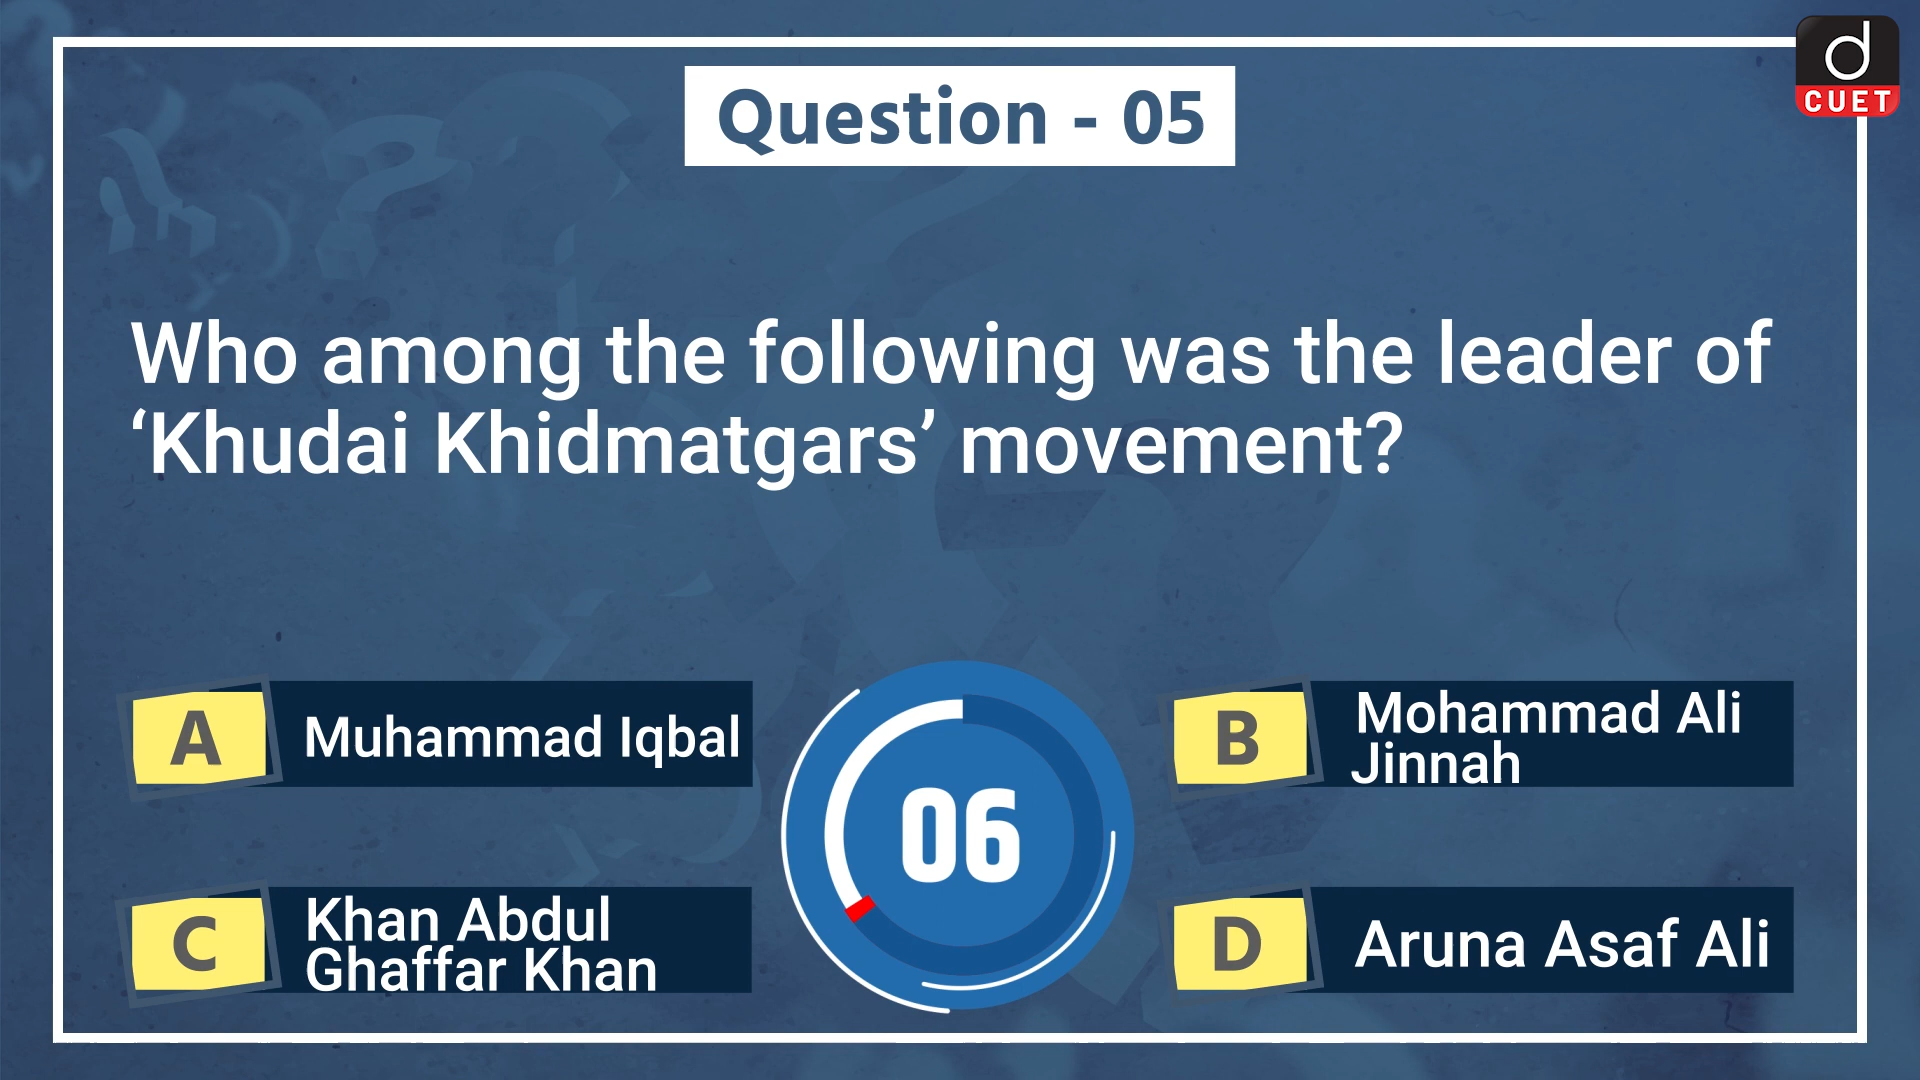 d
CUET
Question - 05
Who among the following was the leader of
‘Khudai Khidmatgars’ movement?
A
Muhammad Iqbal
B
Mohammad Ali
Jinnah
06
C
Khan Abdul
Ghaffar Khan
D
Aruna Asaf Ali